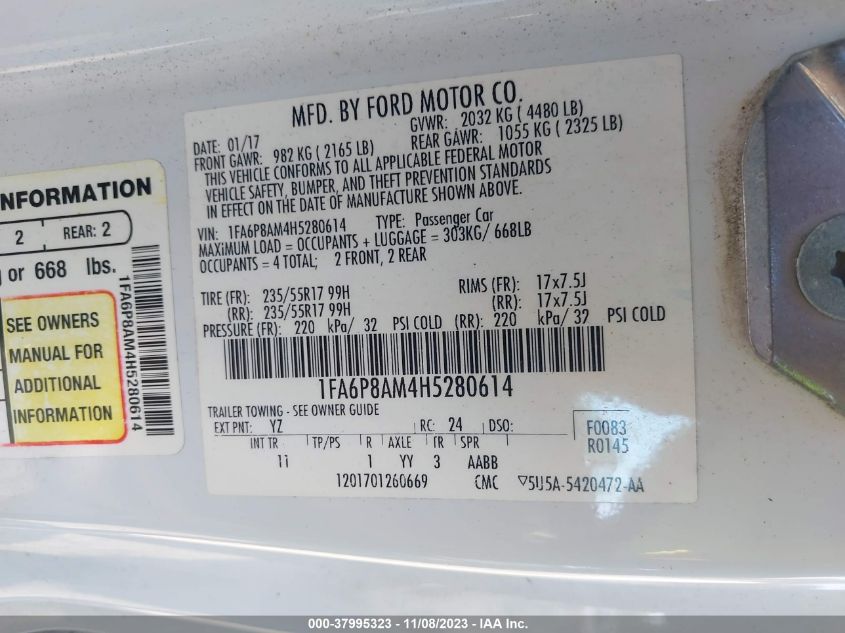 MFD. BY FORD MOTOR CO.
DATE: 01/17
GVWR: 2032 KG ( 4480 LB)
FRONT GAWR: 982 KG ( 2165 LB)
REAR GAWR: 1055 KG ( 2325 LB)
THIS VEHICLE CONFORMS TO ALL APPLICABLE FEDERAL MOTOR
VEHICLE SAFETY, BUMPER, AND THEFT PREVENTION STANDARDS
IN EFFECT ON THE DATE OF MANUFACTURE SHOWN ABOVE.
VIN: 1FA6P8AM4H5280614 TYPE: Passenger Car
MAXIMUM LOAD = OCCUPANTS + LUGGAGE = 303KG/ 668LB
OCCUPANTS = 4 TOTAL; 2 FRONT, 2 REAR
TIRE (FR): 235/55R17 99H RIMS (FR): 17x7.5J
(RR): 235/55R17 99H (RR): 17x7.5J
PRESSURE (FR): 220 kPa/ 32 PSI COLD (RR): 220 kPa/ 32 PSI COLD
1FA6P8AM4H5280614
TRAILER TOWING - SEE OWNER GUIDE
EXT PNT: YZ RC: 24 DSO:
F0083
R0145
INT TR TP/PS R AXLE TR SPR
1i 1 YY 3 AABB
1201701260669 CMC 5U5A-5420472-AA
NFORMATION
2 REAR: 2
or 668 lbs.
SEE OWNERS
MANUAL FOR
ADDITIONAL
INFORMATION
1FA6P8AM4H5280614
000-37995323 - 11/08/2023 - IAA Inc.